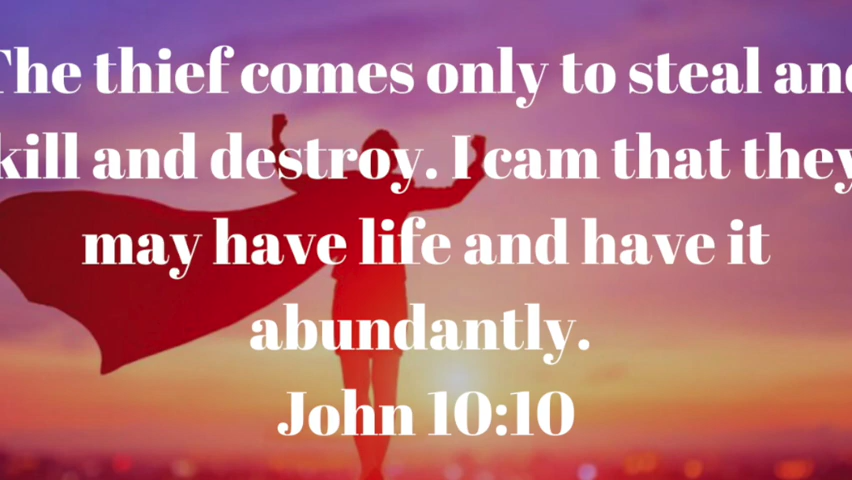 The thief comes only to steal and
kill and destroy. I cam that they
may have life and have it
abundantly.
John 10:10